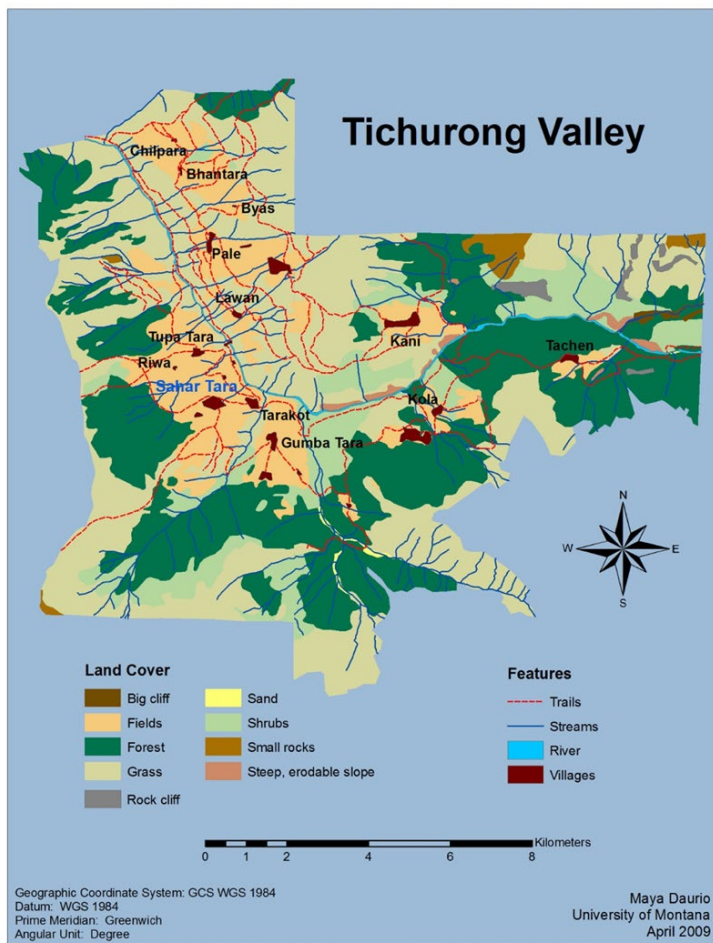 Tichurong Valley
Chilpara
Bhantara
Byas
Pale
Lawan
Tupa Tara
Riwa
Sahar Tara
Tarakot
Gumba Tara
Kani
Kola
Tachen
N
W
E
S
Land Cover
Big cliff
Fields
Forest
Grass
Rock cliff
Sand
Shrubs
Small rocks
Steep, erodable slope
Features
Trails
Streams
River
Villages
Kilometers
0 1 2 4 6 8
Geographic Coordinate System: GCS WGS 1984
Datum: WGS 1984
Prime Meridian: Greenwich
Angular Unit: Degree
Maya Daurio
University of Montana
April 2009